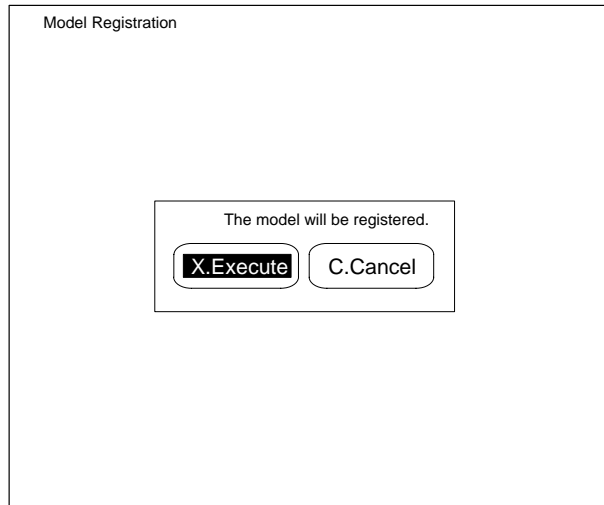 Model Registration
The model will be registered.
X.Execute C.Cancel